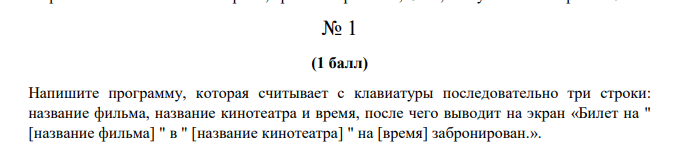 № 1
(1 балл)
Напишите программу, которая считывает с клавиатуры последовательно три строки:
название фильма, название кинотеатра и время, после чего выводит на экран «Билет на "
[название фильма] " в " [название кинотеатра] " на [время] забронирован.».